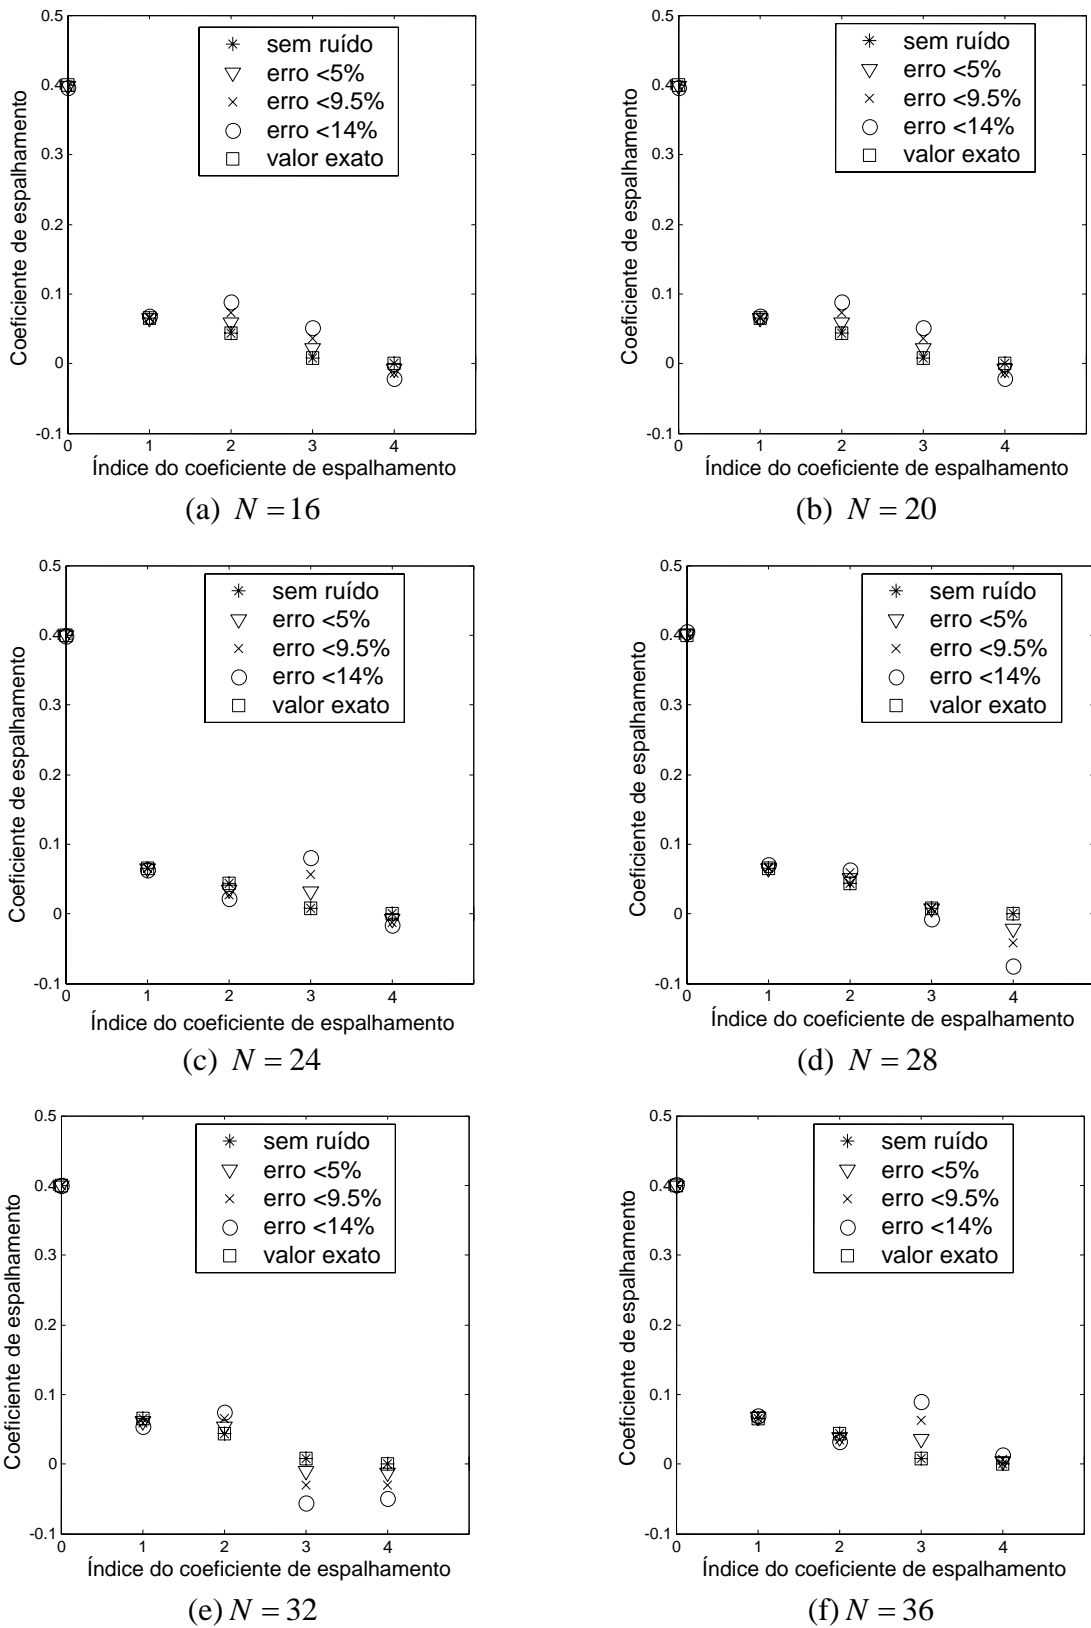 0.5
0.4
0.3
0.2
0.1
0
-0.1
Coeficiente de espalhamento
sem ruído
erro <5%
erro <9.5%
erro <14%
valor exato
0 1 2 3 4
Índice do coeficiente de espalhamento
(a) N = 16
0.5
0.4
0.3
0.2
0.1
0
-0.1
Coeficiente de espalhamento
sem ruído
erro <5%
erro <9.5%
erro <14%
valor exato
0 1 2 3 4
Índice do coeficiente de espalhamento
(b) N = 20
0.5
0.4
0.3
0.2
0.1
0
-0.1
Coeficiente de espalhamento
sem ruído
erro <5%
erro <9.5%
erro <14%
valor exato
0 1 2 3 4
Índice do coeficiente de espalhamento
(c) N = 24
0.5
0.4
0.3
0.2
0.1
0
-0.1
Coeficiente de espalhamento
sem ruído
erro <5%
erro <9.5%
erro <14%
valor exato
0 1 2 3 4
Índice do coeficiente de espalhamento
(d) N = 28
0.5
0.4
0.3
0.2
0.1
0
-0.1
Coeficiente de espalhamento
sem ruído
erro <5%
erro <9.5%
erro <14%
valor exato
0 1 2 3 4
Índice do coeficiente de espalhamento
(e) N = 32
0.5
0.4
0.3
0.2
0.1
0
-0.1
Coeficiente de espalhamento
sem ruído
erro <5%
erro <9.5%
erro <14%
valor exato
0 1 2 3 4
Índice do coeficiente de espalhamento
(f) N = 36